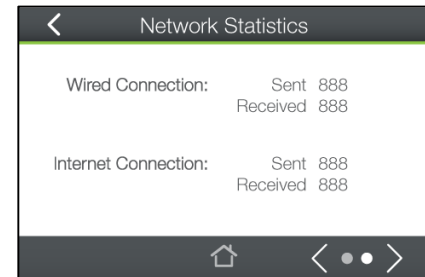 Network Statistics
Wired Connection: Sent 888
Received 888
Internet Connection: Sent 888
Received 888